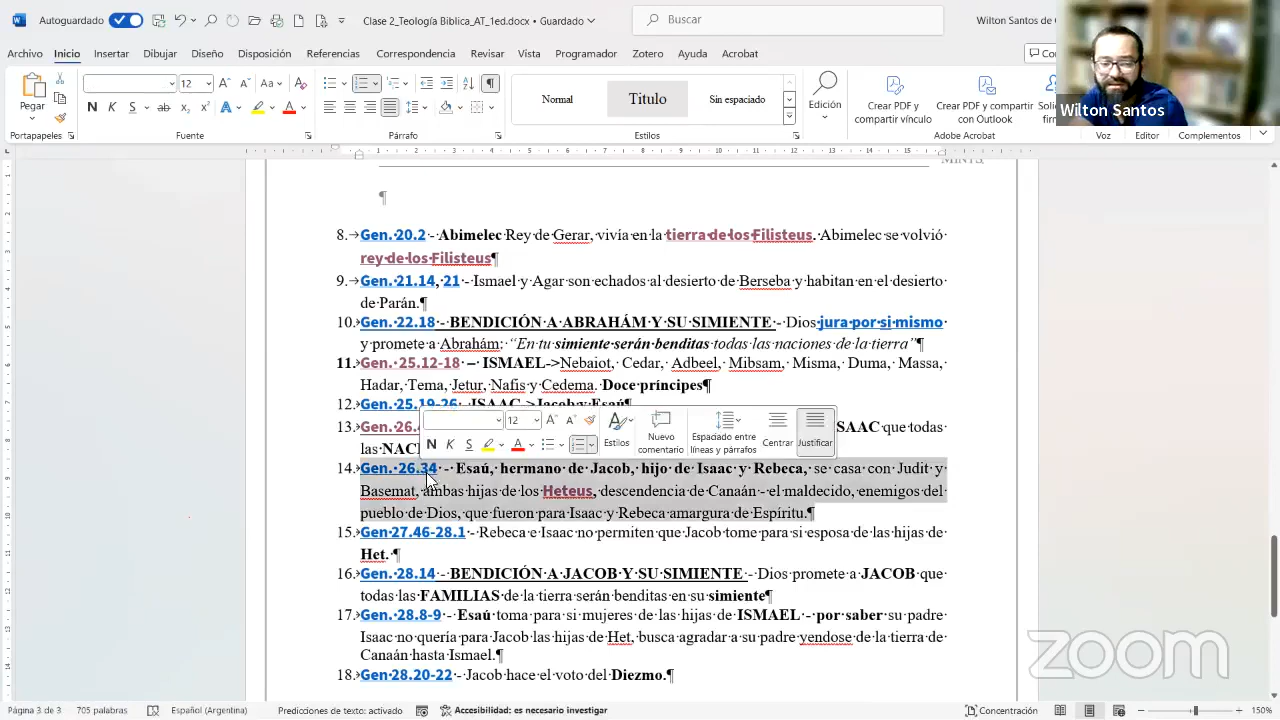 Autoguardado Clase 2_Teología Biblica_AT_1ed.docx • Guardado Buscar Wilton Santos de
Archivo Inicio Insertar Dibujar Diseño Disposición Referencias Correspondencia Revisar Vista Programador Zotero Ayuda Acrobat
Pegar 12 Normal Titulo Sin espaciado Edición Crear PDF y compartir vínculo Crear PDF y compartir con Outlook
Wilton Santos
Portapapeles Fuente Párrafo Estilos Adobe Acrobat Voz Editor Complementos
MINTS
¶
8. Gen. 20.2 - Abimelec Rey de Gerar, vivía en la tierra de los Filisteus. Abimelec se volvió
rey de los Filisteus¶
9. Gen. 21.14, 21 - Ismael y Agar son echados al desierto de Berseba y habitan en el desierto
de Parán.¶
10. Gen. 22.18 - BENDICIÓN A ABRAHÁM Y SU SIMIENTE - Dios jura por si mismo
y promete a Abrahám: “En tu simiente serán benditas todas las naciones de la tierra”¶
11. Gen. 25.12-18 – ISMAEL->Nebaiot, Cedar, Adbeel, Mibsam, Misma, Duma, Massa,
Hadar, Tema, Jetur, Nafis y Cedema. Doce príncipes¶
12. Gen. 25.19-26 - ISAAC ->Jacob y Esaú¶
13. Gen. 26. SAAC que todas
las NAC
12 Estilos Nuevo comentario Espaciado entre líneas y párrafos Centrar Justificar
14. Gen. 26.34 - Esaú, hermano de Jacob, hijo de Isaac y Rebeca, se casa con Judit y
Basemat, ambas hijas de los Heteus, descendencia de Canaán - el maldecido, enemigos del
pueblo de Dios, que fueron para Isaac y Rebeca amargura de Espíritu.¶
15. Gen 27.46-28.1 - Rebeca e Isaac no permiten que Jacob tome para si esposa de las hijas de
Het. ¶
16. Gen. 28.14 - BENDICIÓN A JACOB Y SU SIMIENTE - Dios promete a JACOB que
todas las FAMILIAS de la tierra serán benditas en su simiente¶
17. Gen. 28.8-9 - Esaú toma para si mujeres de las hijas de ISMAEL - por saber su padre
Isaac no quería para Jacob las hijas de Het, busca agradar a su padre yendose de la tierra de
Canaán hasta Ismael.¶
18. Gen 28.20-22 - Jacob hace el voto del Diezmo.¶
zoom
Página 3 de 3 705 palabras Español (Argentina) Predicciones de texto: activado Accesibilidad: es necesario investigar Concentración 150%